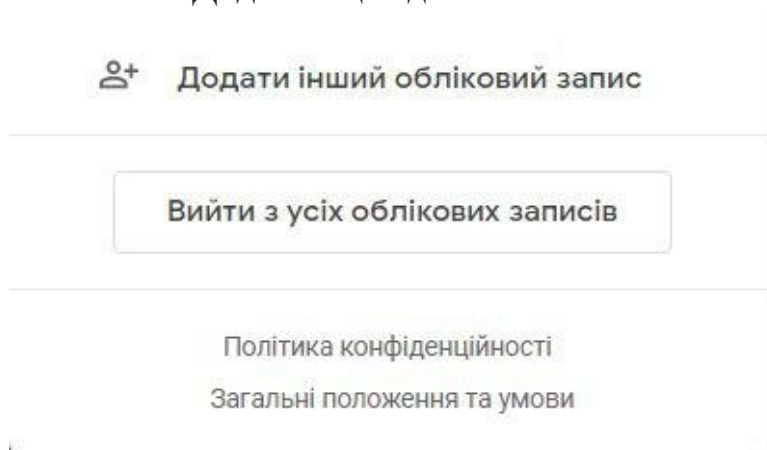 Додати інший обліковий запис
Вийти з усіх облікових записів
Політика конфіденційності
Загальні положення та умови